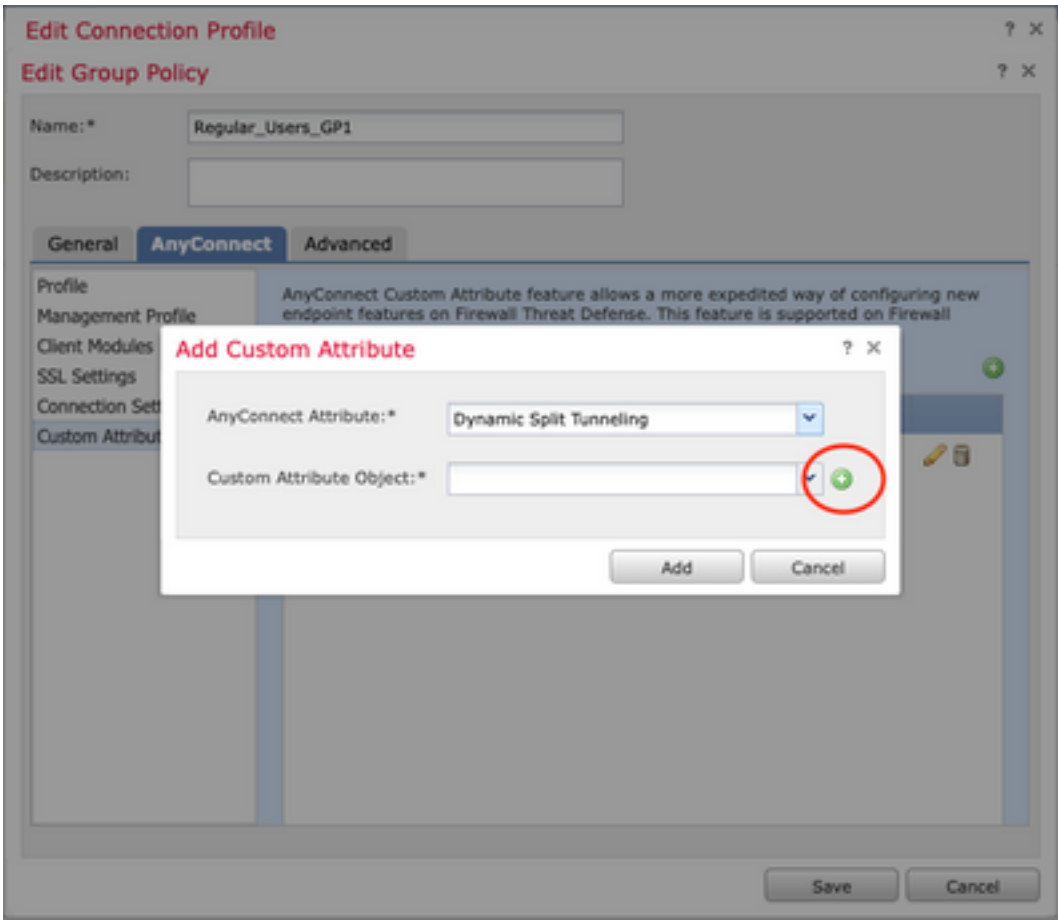 Edit Connection Profile
?
Edit Group Policy
?
Name:* Regular_Users_GP1
Description:
General AnyConnect Advanced
Profile
Management Profile
Client Modules
SSL Settings
Connection Sett
Custom Attribut
AnyConnect Custom Attribute feature allows a more expedited way of configuring new
endpoint features on Firewall Threat Defense. This feature is supported on Firewall
Add Custom Attribute
?
AnyConnect Attribute:* Dynamic Split Tunneling
Custom Attribute Object:*
Add Cancel
Save Cancel